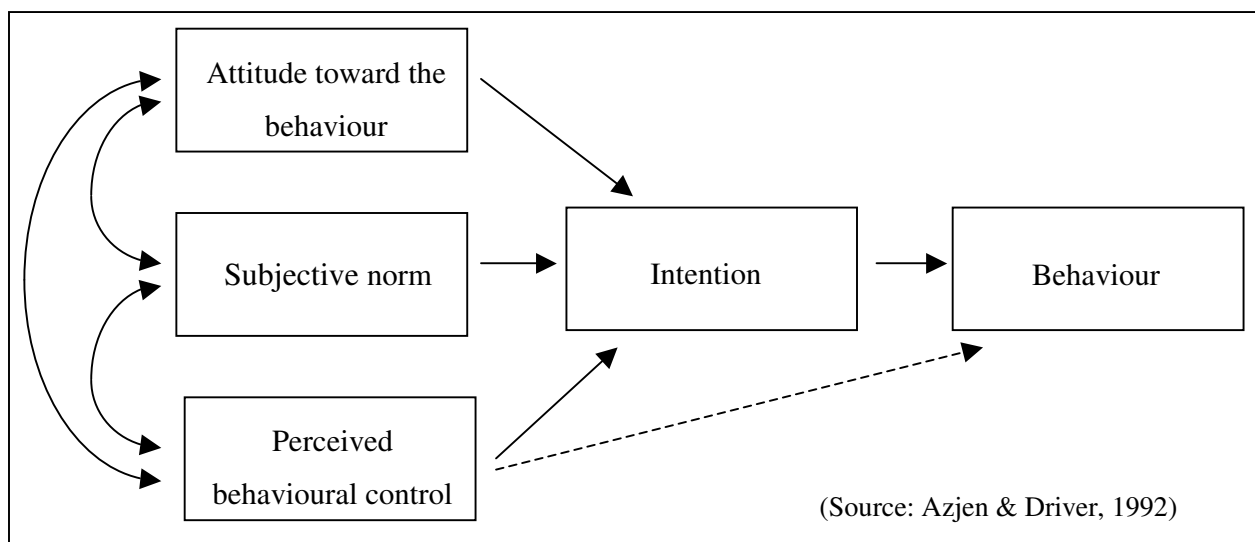 Attitude toward the
behaviour
Subjective norm
Intention
Behaviour
Perceived
behavioural control
(Source: Azjen & Driver, 1992)